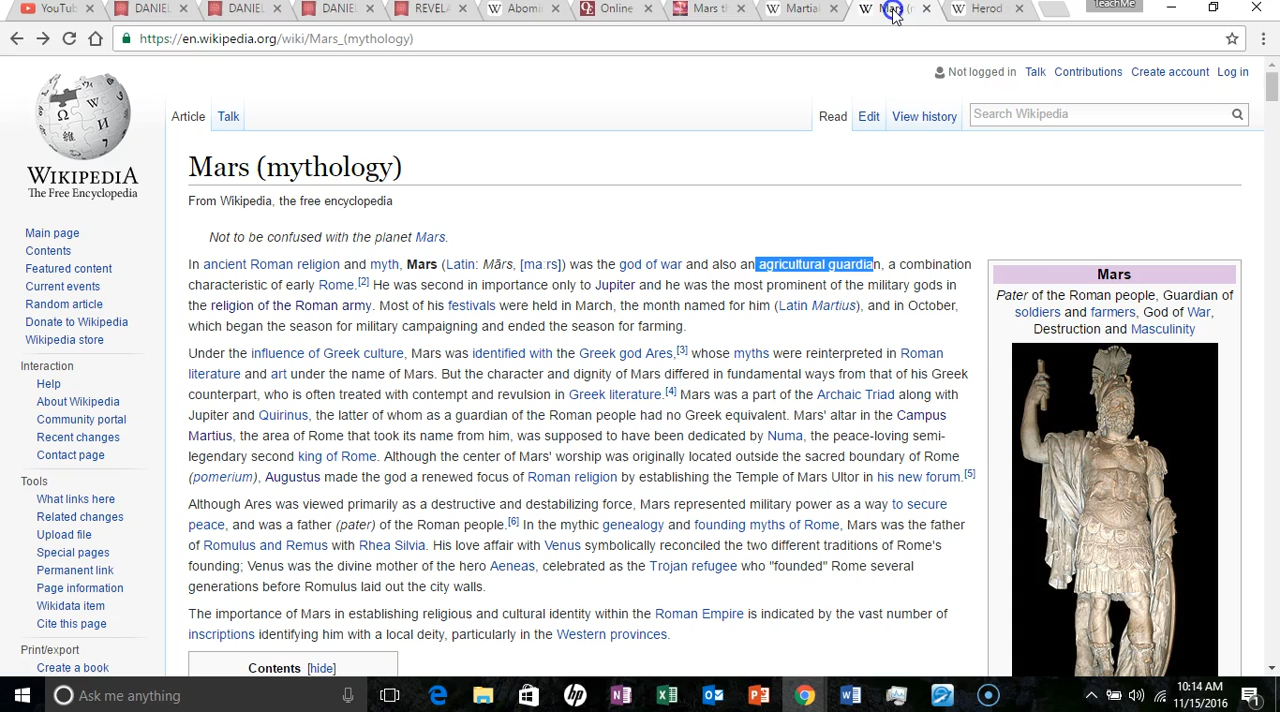 YouTub
DANIEL
DANIEL
DANIEL
REVELA
Abomin
Online
Mars th
Martial
Mars (m
Herod
TeachMe
https://en.wikipedia.org/wiki/Mars_(mythology)
Not logged in Talk Contributions Create account Log in
Article Talk Read Edit View history Search Wikipedia
WIKIPEDIA
The Free Encyclopedia
Main page
Contents
Featured content
Current events
Random article
Donate to Wikipedia
Wikipedia store
Interaction
Help
About Wikipedia
Community portal
Recent changes
Contact page
Tools
What links here
Related changes
Upload file
Special pages
Permanent link
Page information
Wikidata item
Cite this page
Print/export
Create a book
Mars (mythology)
From Wikipedia, the free encyclopedia
Not to be confused with the planet Mars.
In ancient Roman religion and myth, Mars (Latin: Mārs, [maːrs]) was the god of war and also an agricultural guardian, a combination
characteristic of early Rome.[2] He was second in importance only to Jupiter and he was the most prominent of the military gods in
the religion of the Roman army. Most of his festivals were held in March, the month named for him (Latin Martius), and in October,
which began the season for military campaigning and ended the season for farming.
Under the influence of Greek culture, Mars was identified with the Greek god Ares,[3] whose myths were reinterpreted in Roman
literature and art under the name of Mars. But the character and dignity of Mars differed in fundamental ways from that of his Greek
counterpart, who is often treated with contempt and revulsion in Greek literature.[4] Mars was a part of the Archaic Triad along with
Jupiter and Quirinus, the latter of whom as a guardian of the Roman people had no Greek equivalent. Mars' altar in the Campus
Martius, the area of Rome that took its name from him, was supposed to have been dedicated by Numa, the peace-loving semi-
legendary second king of Rome. Although the center of Mars' worship was originally located outside the sacred boundary of Rome
(pomerium), Augustus made the god a renewed focus of Roman religion by establishing the Temple of Mars Ultor in his new forum.[5]
Although Ares was viewed primarily as a destructive and destabilizing force, Mars represented military power as a way to secure
peace, and was a father (pater) of the Roman people.[6] In the mythic genealogy and founding myths of Rome, Mars was the father
of Romulus and Remus with Rhea Silvia. His love affair with Venus symbolically reconciled the two different traditions of Rome's
founding; Venus was the divine mother of the hero Aeneas, celebrated as the Trojan refugee who "founded" Rome several
generations before Romulus laid out the city walls.
The importance of Mars in establishing religious and cultural identity within the Roman Empire is indicated by the vast number of
inscriptions identifying him with a local deity, particularly in the Western provinces.
Contents [hide]
Mars
Pater of the Roman people, Guardian of
soldiers and farmers, God of War,
Destruction and Masculinity
Ask me anything
10:14 AM
11/15/2016